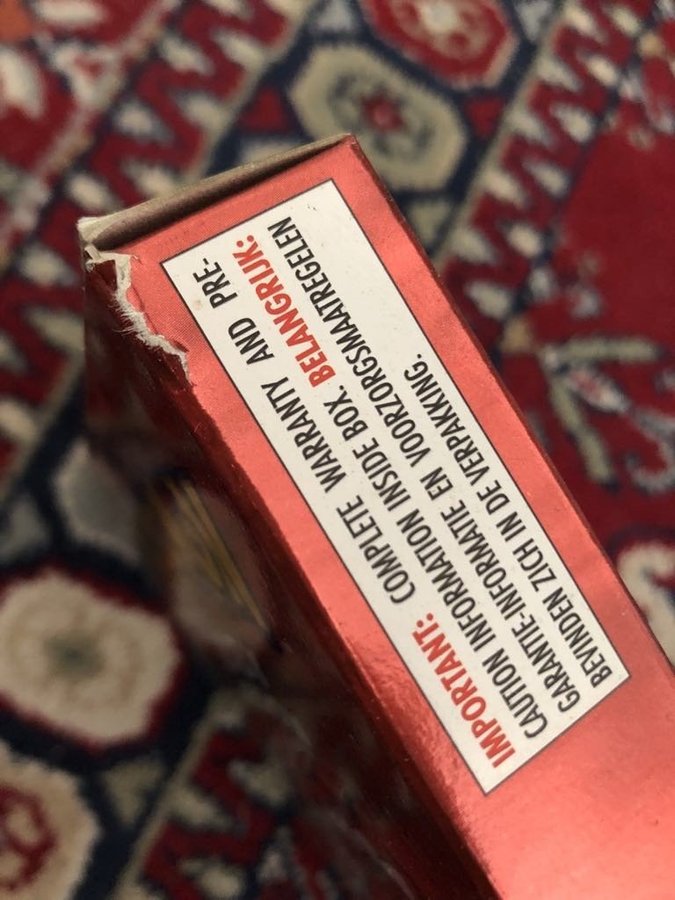 IMPORTANT: COMPLETE WARRANTY AND PRE-
CAUTION INFORMATION INSIDE BOX. BELANGRIJK:
GARANTIE-INFORMATIE EN VOORZORGSMAATREGELEN
BEVINDEN ZICH IN DE VERPAKKING.